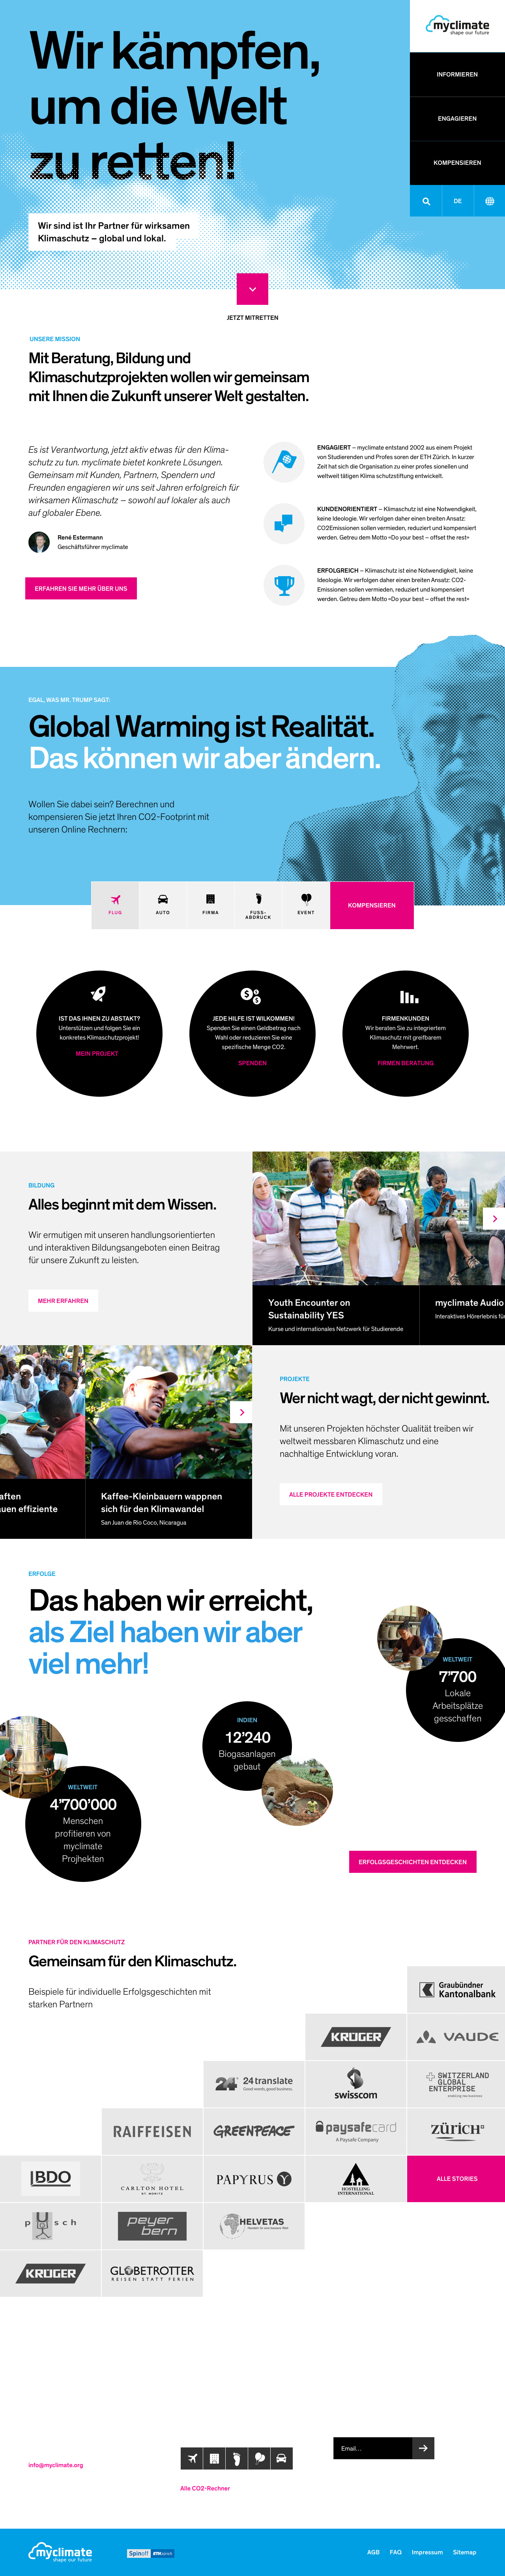 myclimate
shape our future
INFORMIEREN
ENGAGIEREN
KOMPENSIEREN
DE
Wir kämpfen,
um die Welt
zu retten!
Wir sind ist Ihr Partner für wirksamen
Klimaschutz – global und lokal.
JETZT MITRETTEN
UNSERE MISSION
Mit Beratung, Bildung und
Klimaschutzprojekten wollen wir gemeinsam
mit Ihnen die Zukunft unserer Welt gestalten.
Es ist Verantwortung, jetzt aktiv etwas für den Klima-
schutz zu tun. myclimate bietet konkrete Lösungen.
Gemeinsam mit Kunden, Partnern, Spendern und
Freunden engagieren wir uns seit Jahren erfolgreich für
wirksamen Klimaschutz – sowohl auf lokaler als auch
auf globaler Ebene.
René Estermann
Geschäftsführer myclimate
ERFAHREN SIE MEHR ÜBER UNS
ENGAGIERT – myclimate entstand 2002 aus einem Projekt
von Studierenden und Profes soren der ETH Zürich. In kurzer
Zeit hat sich die Organisation zu einer profes sionellen und
weltweit tätigen Klima schutzstiftung entwickelt.
KUNDENORIENTIERT – Klimaschutz ist eine Notwendigkeit,
keine Ideologie. Wir verfolgen daher einen breiten Ansatz:
CO2Emissionen sollen vermieden, reduziert und kompensiert
werden. Getreu dem Motto «Do your best – offset the rest»
ERFOLGREICH – Klimaschutz ist eine Notwendigkeit, keine
Ideologie. Wir verfolgen daher einen breiten Ansatz: CO2-
Emissionen sollen vermieden, reduziert und kompensiert
werden. Getreu dem Motto «Do your best – offset the rest»
EGAL, WAS MR. TRUMP SAGT:
Global Warming ist Realität.
Das können wir aber ändern.
Wollen Sie dabei sein? Berechnen und
kompensieren Sie jetzt Ihren CO2-Footprint mit
unseren Online Rechnern:
FLUG
AUTO
FIRMA
FUSS-
ABDRUCK
EVENT
KOMPENSIEREN
IST DAS IHNEN ZU ABSTAKT?
Unterstützen und folgen Sie ein
konkretes Klimaschutzprojekt!
MEIN PROJEKT
JEDE HILFE IST WILKOMMEN!
Spenden Sien einen Geldbetrag nach
Wahl oder reduzieren Sie eine
spezifische Menge CO2.
SPENDEN
FIRMENKUNDEN
Wir beraten Sie zu integriertem
Klimaschutz mit greifbarem
Mehrwert.
FIRMEN BERATUNG
BILDUNG
Alles beginnt mit dem Wissen.
Wir ermutigen mit unseren handlungsorientierten
und interaktiven Bildungsangeboten einen Beitrag
für unsere Zukunft zu leisten.
MEHR ERFAHREN
Youth Encounter on
Sustainability YES
Kurse und internationales Netzwerk für Studierende
myclimate Audio
Interaktives Hörerlebnis fü
aften
uen effiziente
Kaffee-Kleinbauern wappnen
sich für den Klimawandel
San Juan de Rio Coco, Nicaragua
PROJEKTE
Wer nicht wagt, der nicht gewinnt.
Mit unseren Projekten höchster Qualität treiben wir
weltweit messbaren Klimaschutz und eine
nachhaltige Entwicklung voran.
ALLE PROJEKTE ENTDECKEN
ERFOLGE
Das haben wir erreicht,
als Ziel haben wir aber
viel mehr!
WELTWEIT
7'700
Lokale
Arbeitsplätze
gesschaffen
INDIEN
12'240
Biogasanlagen
gebaut
WELTWEIT
4'700'000
Menschen
profitieren von
myclimate
Projhekten
ERFOLGSGESCHICHTEN ENTDECKEN
PARTNER FÜR DEN KLIMASCHUTZ
Gemeinsam für den Klimaschutz.
Beispiele für individuelle Erfolgsgeschichten mit
starken Partnern
Graubündner
Kantonalbank
KRÜGER
VAUDE
24 24translate
Good words, good business.
swisscom
SWITZERLAND
GLOBAL
ENTERPRISE
enabling new business
RAIFFEISEN
GREENPEACE
paysafecard
A Paysafe Company
ZÜRICH
BDO
CARLTON HOTEL
ST. MORITZ
PAPYRUS
HOSTELLING
INTERNATIONAL
ALLE STORIES
pusch
peyer
bern
HELVETAS
Handeln für eine bessere Welt
KRÜGER
GLOBETROTTER
REISEN STATT FERIEN
Email…
info@myclimate.org
Alle CO2-Rechner
myclimate
shape our future
Spinoff ETH zürich
AGB
FAQ
Impressum
Sitemap